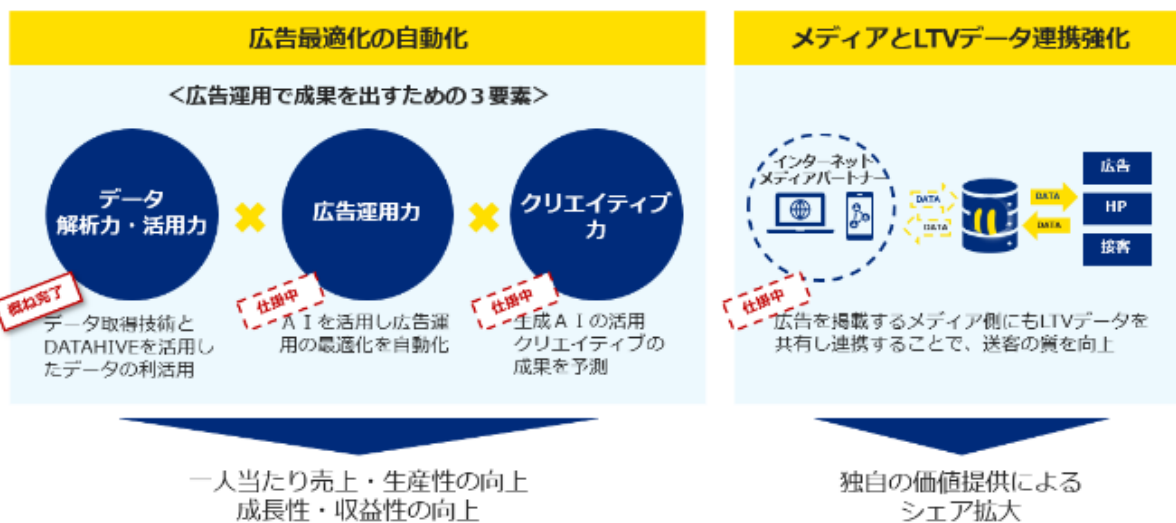 広告最適化の自動化
<広告運用で成果を出すための3要素>
データ
解析力・活用力
広告運用力
クリエイティブ
力
概ね完了
仕掛中
仕掛中
データ取得技術と
DATAHIVEを活用し
たデータの利活用
AIを活用し広告運
用の最適化を自動化
生成AIの活用
クリエイティブの
成果を予測
一人当たり売上・生産性の向上
成長性・収益性の向上
メディアとLTVデータ連携強化
インターネット
メディアパートナー
DATA
DATA
DATA
DATA
広告
HP
接客
仕掛中
広告を掲載するメディア側にもLTVデータを
共有し連携することで、送客の質を向上
独自の価値提供による
シェア拡大